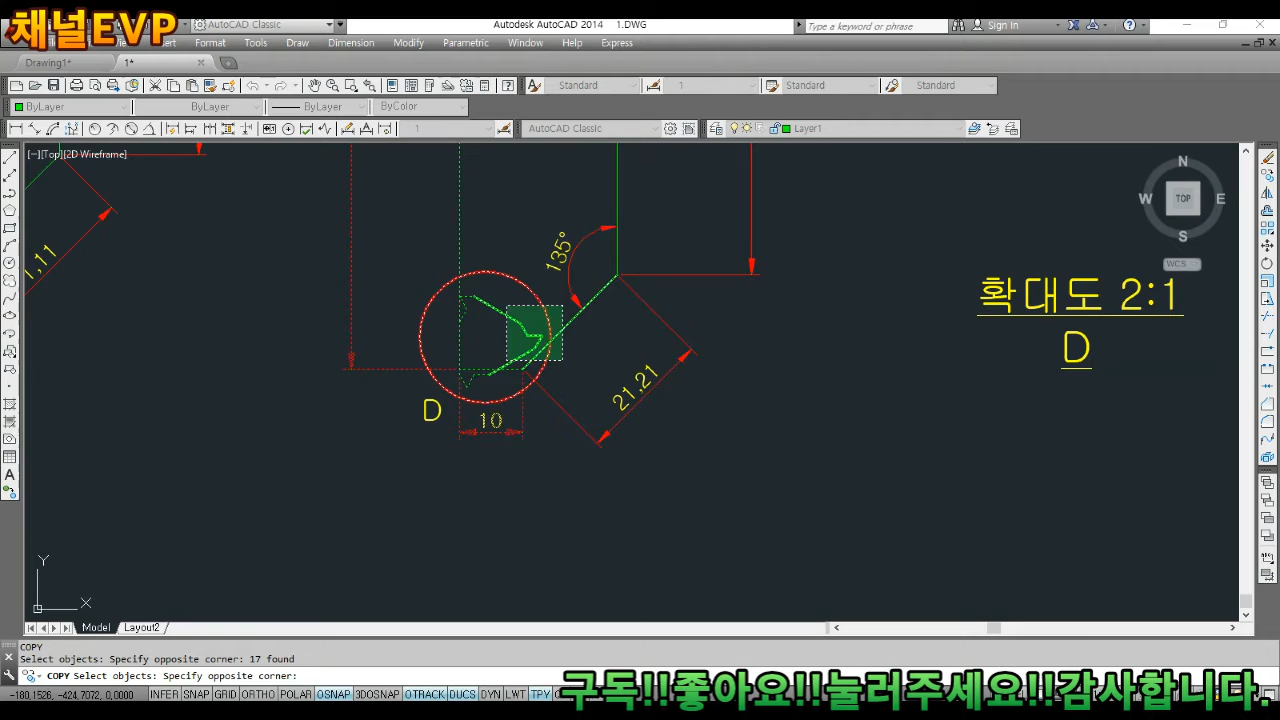 채널EVP
AutoCAD Classic
Autodesk AutoCAD 2014 1.DWG
Type a keyword or phrase
Sign In
Format Tools Draw Dimension Modify Parametric Window Help Express
Drawing1*
1*
Standard
1
Standard
Standard
ByLayer
ByLayer
ByLayer
ByColor
1
AutoCAD Classic
Layer1
[−][Top][2D Wireframe]
N
W TOP E
S
WCS
135°
1,11
확대도 2:1
D
21,21
D
10
Y
X
Model Layout2
COPY
Select objects: Specify opposite corner: 17 found
COPY Select objects: Specify opposite corner:
-180.1526, -424.7072, 0.0000 INFER SNAP GRID ORTHO POLAR OSNAP 3DOSNAP OTRACK DUCS DYN LWT TPY
구독!!좋아요!!눌러주세요!!감사합니다.